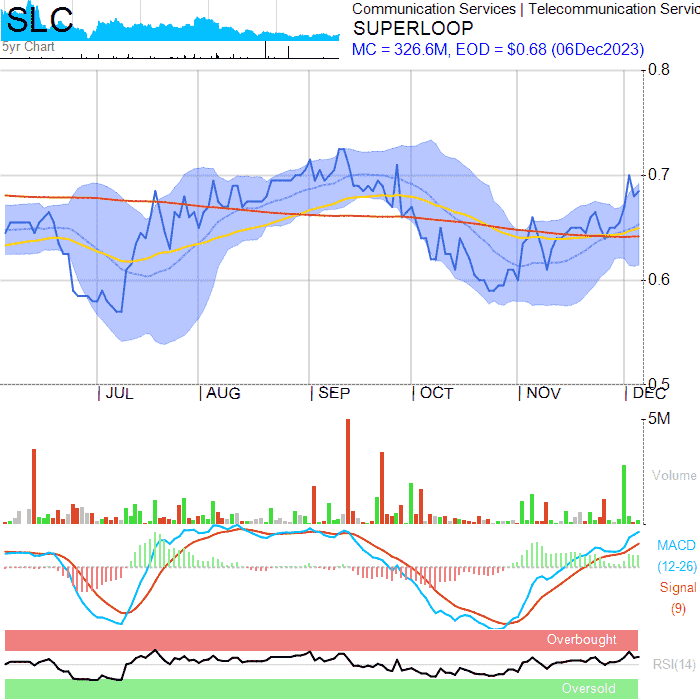 SLC
5yr Chart
Communication Services | Telecommunication Servic
SUPERLOOP
MC = 326.6M, EOD = $0.68 (06Dec2023)
0.8
0.7
0.6
0.5
JUL
AUG
SEP
OCT
NOV
DEC
5M
Volume
MACD
(12-26)
Signal
(9)
Overbought
RSI(14)
Oversold